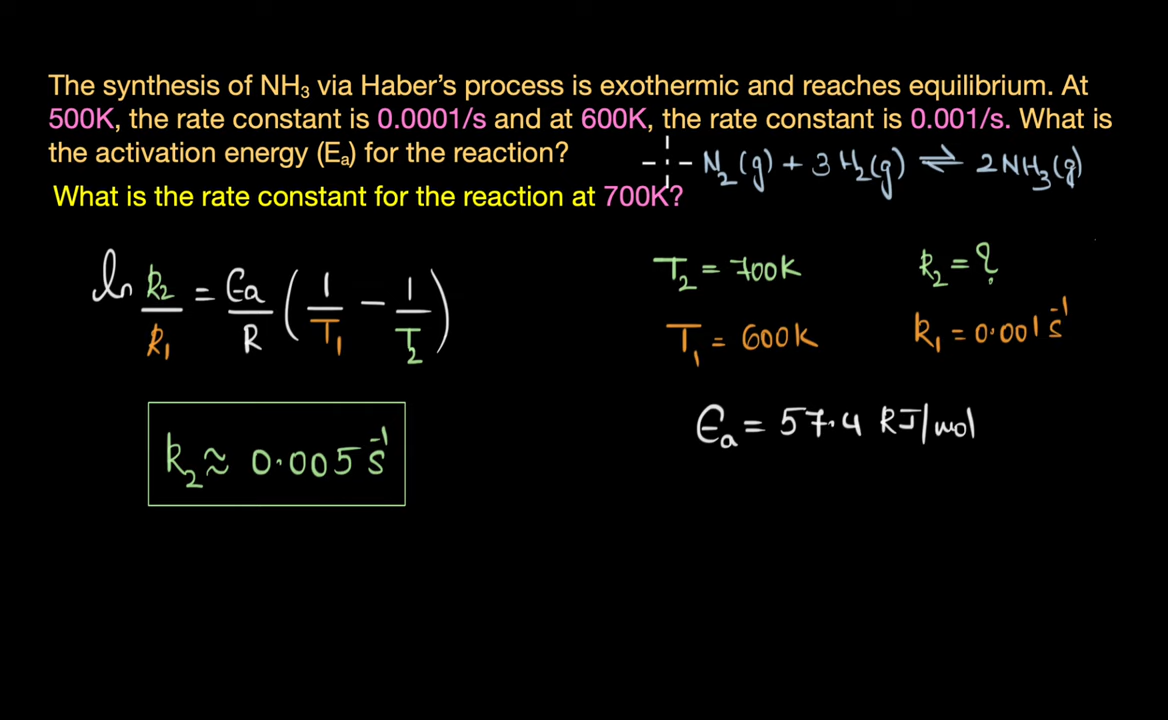 The synthesis of NH₃ via Haber's process is exothermic and reaches equilibrium. At
500K, the rate constant is 0.0001/s and at 600K, the rate constant is 0.001/s. What is
the activation energy (Eₐ) for the reaction?
N₂(g) + 3H₂(g) ⇌ 2NH₃(g)
What is the rate constant for the reaction at 700K?
ln k₂/k₁ = Ea/R (1/T₁ − 1/T₂)
T₂ = 700K k₂ = ?
T₁ = 600K k₁ = 0.001 s⁻¹
Eₐ = 57.4 kJ/mol
k₂ ≈ 0.005 s⁻¹